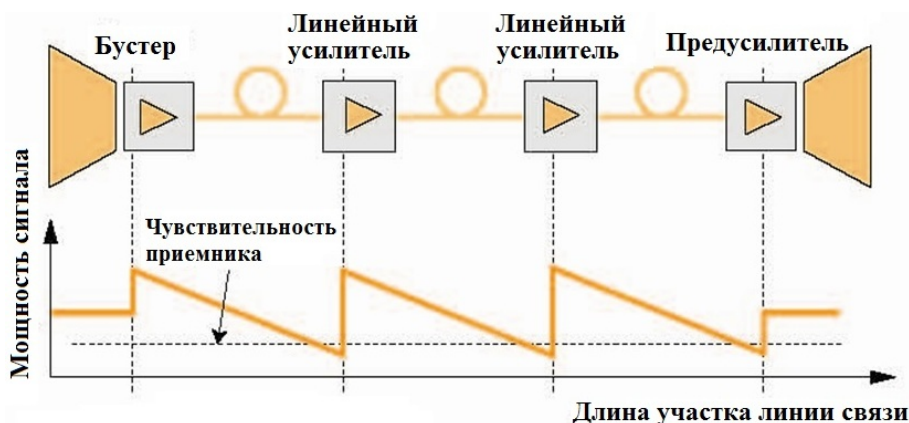 Бустер
Линейный
усилитель
Линейный
усилитель
Предусилитель
Мощность сигнала
Чувствительность
приемника
Длина участка линии связи